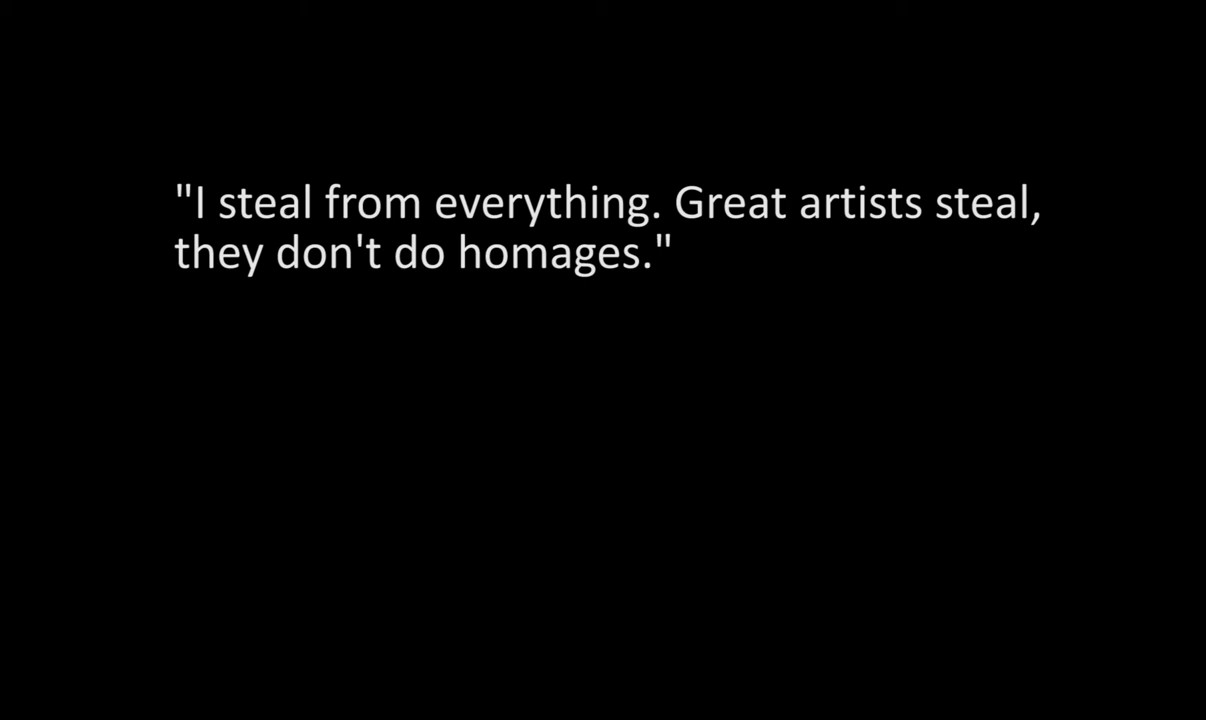 "I steal from everything. Great artists steal,
they don't do homages."